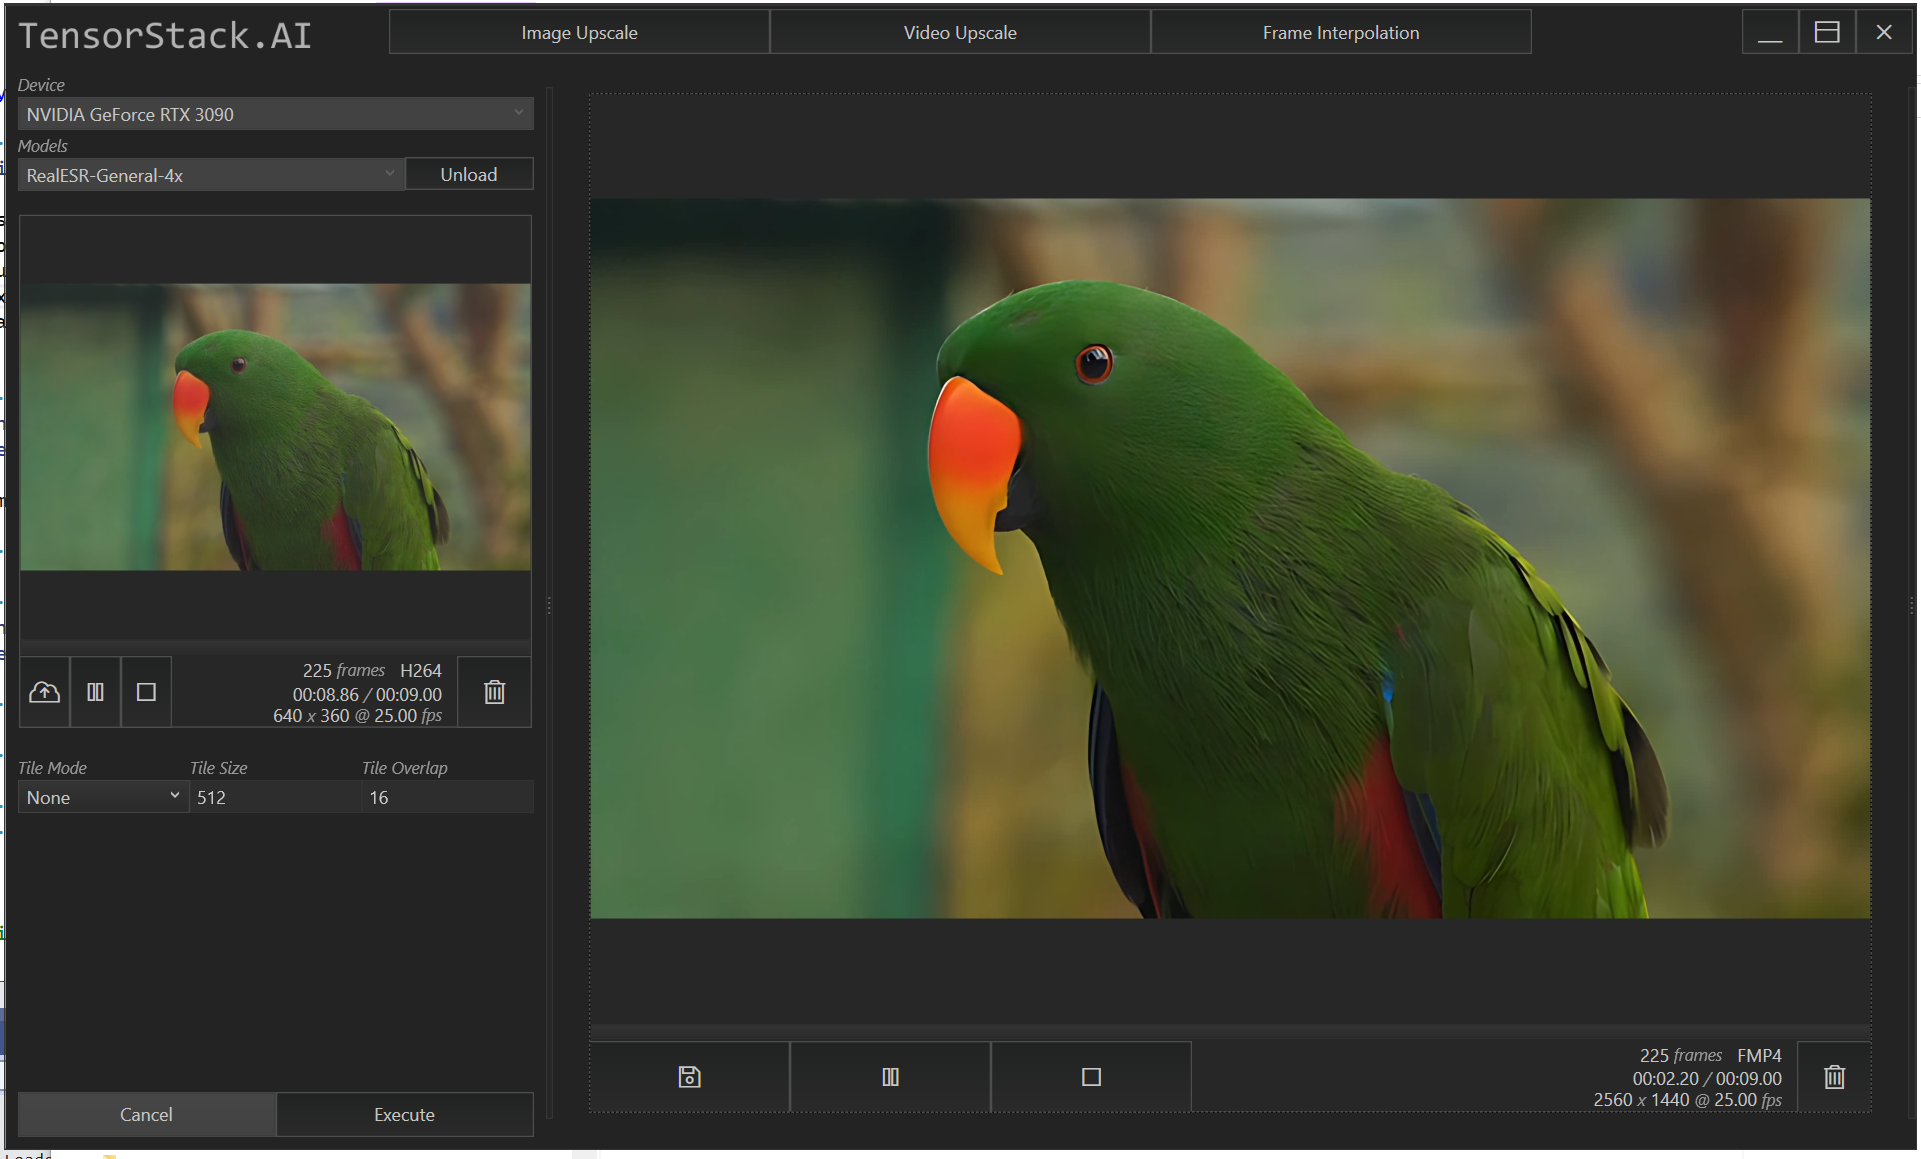 TensorStack.AI
Image Upscale
Video Upscale
Frame Interpolation
Device
NVIDIA GeForce RTX 3090
Models
RealESR-General-4x
Unload
225 frames H264
00:08.86 / 00:09.00
640 x 360 @ 25.00 fps
Tile Mode
Tile Size
Tile Overlap
None
512
16
Cancel
Execute
225 frames FMP4
00:02.20 / 00:09.00
2560 x 1440 @ 25.00 fps